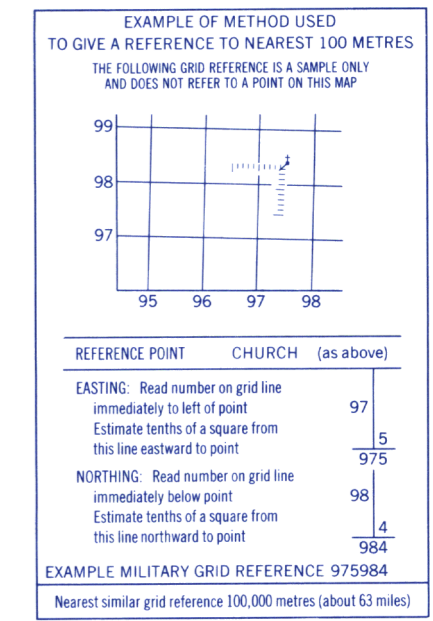 EXAMPLE OF METHOD USED
TO GIVE A REFERENCE TO NEAREST 100 METRES
THE FOLLOWING GRID REFERENCE IS A SAMPLE ONLY
AND DOES NOT REFER TO A POINT ON THIS MAP
99
98
97
95 96 97 98
REFERENCE POINT CHURCH (as above)
EASTING: Read number on grid line
immediately to left of point 97
Estimate tenths of a square from
this line eastward to point 5
975
NORTHING: Read number on grid line
immediately below point 98
Estimate tenths of a square from
this line northward to point 4
984
EXAMPLE MILITARY GRID REFERENCE 975984
Nearest similar grid reference 100,000 metres (about 63 miles)